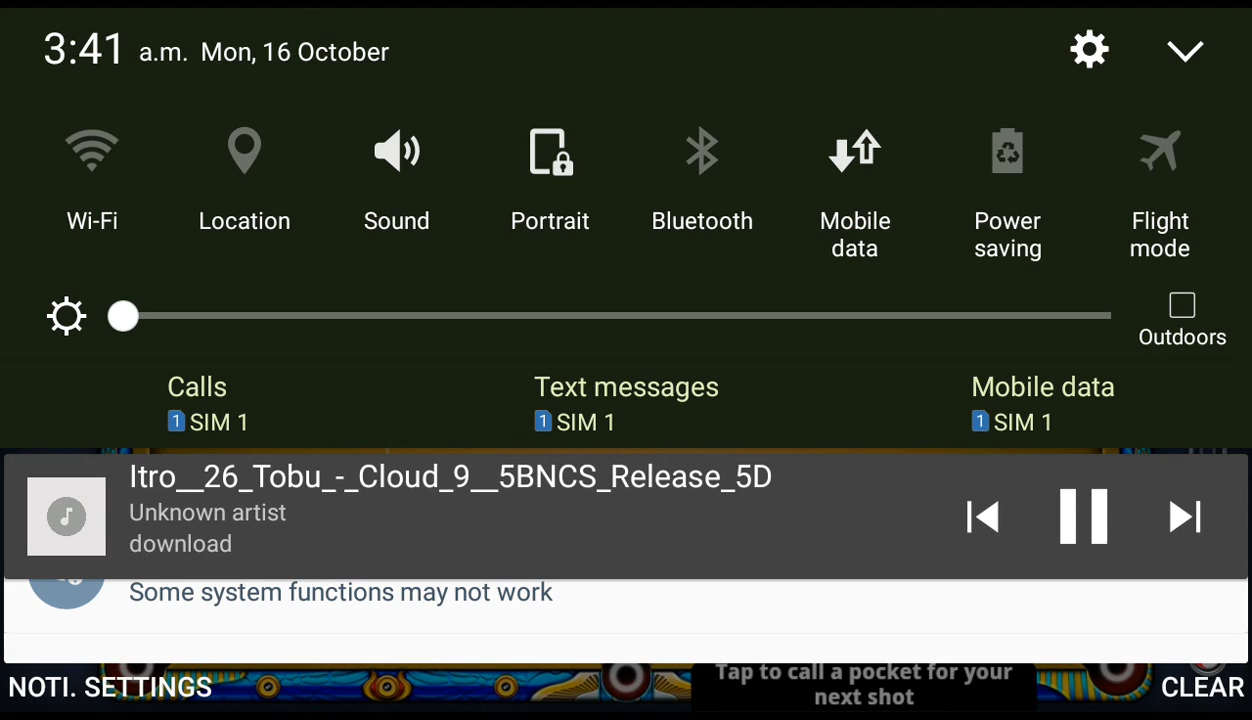 3:41 a.m. Mon, 16 October
Wi-Fi
Location
Sound
Portrait
Bluetooth
Mobile
data
Power
saving
Flight
mode
Outdoors
Calls
1 SIM 1
Text messages
1 SIM 1
Mobile data
1 SIM 1
Itro__26_Tobu_-_Cloud_9__5BNCS_Release_5D
Unknown artist
download
Some system functions may not work
Tap to call a pocket for your
next shot
NOTI. SETTINGS
CLEAR